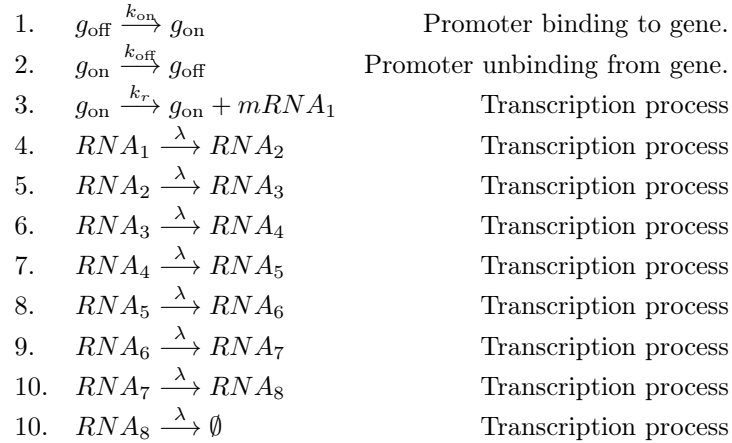 1. g_off →^{k_on} g_on Promoter binding to gene.
2. g_on →^{k_off} g_off Promoter unbinding from gene.
3. g_on →^{k_r} g_on + mRNA_1 Transcription process
4. RNA_1 →^{λ} RNA_2 Transcription process
5. RNA_2 →^{λ} RNA_3 Transcription process
6. RNA_3 →^{λ} RNA_4 Transcription process
7. RNA_4 →^{λ} RNA_5 Transcription process
8. RNA_5 →^{λ} RNA_6 Transcription process
9. RNA_6 →^{λ} RNA_7 Transcription process
10. RNA_7 →^{λ} RNA_8 Transcription process
10. RNA_8 →^{λ} ∅ Transcription process